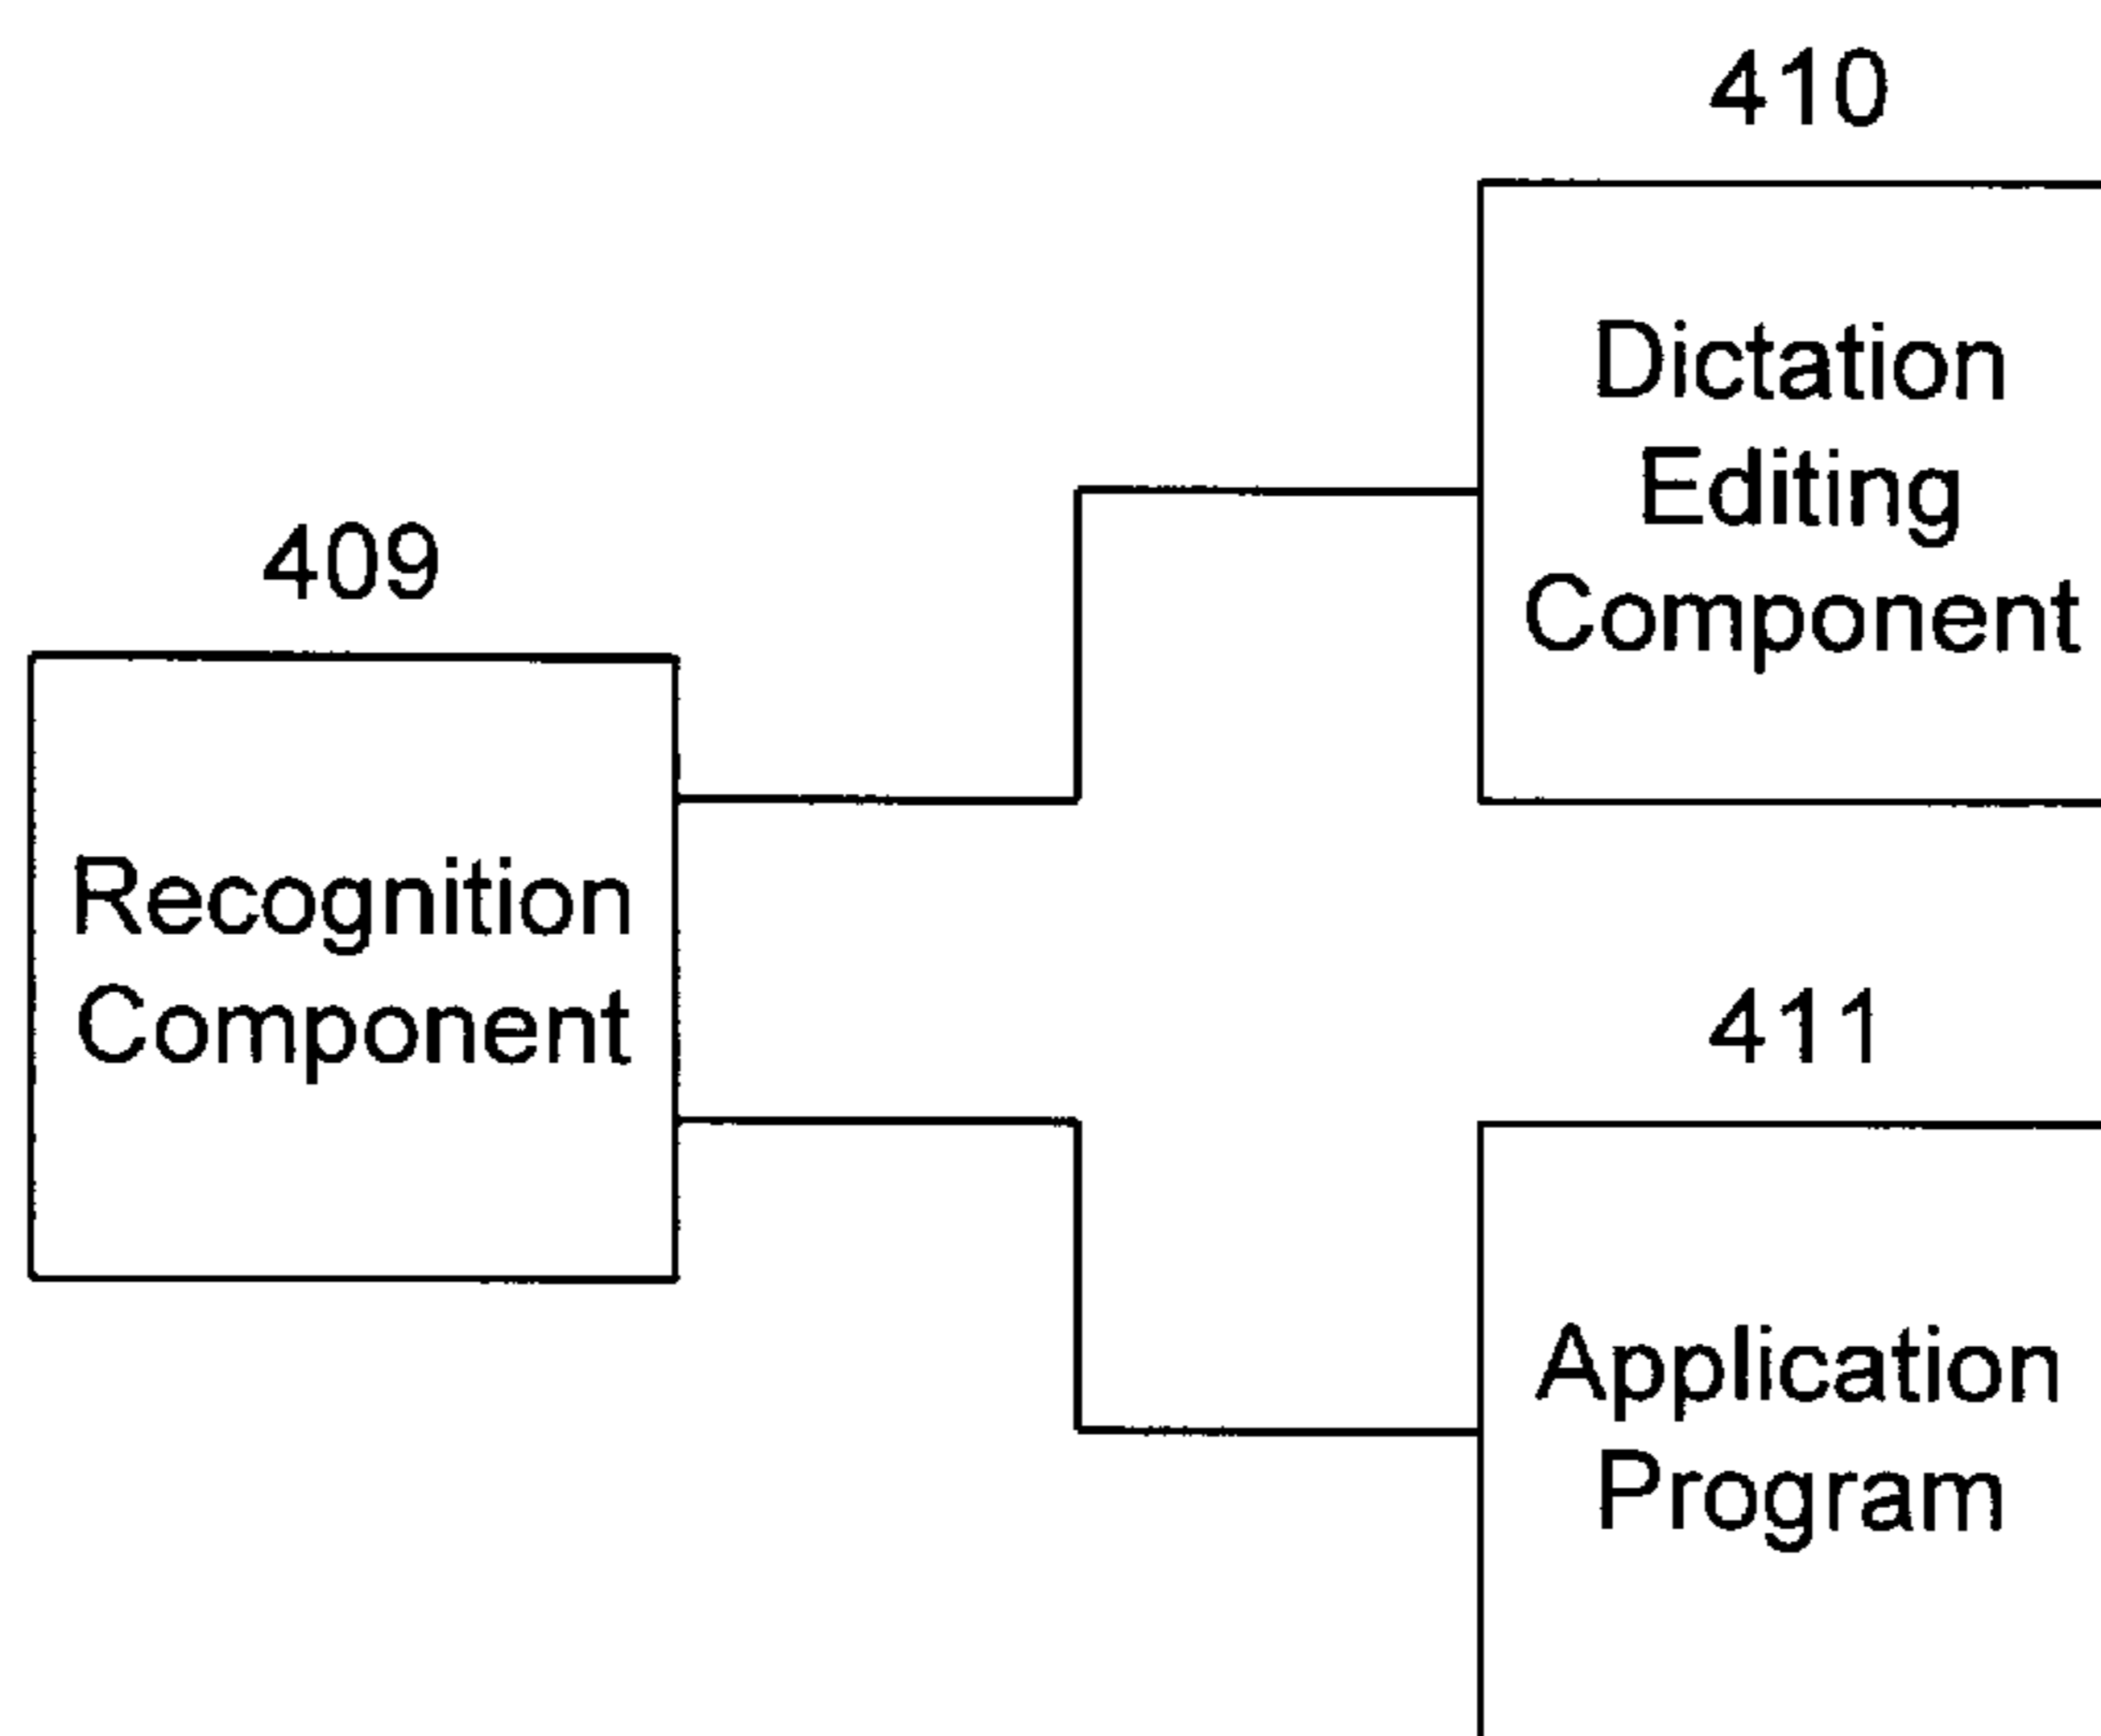 410
Dictation
Editing
Component
409
Recognition
Component
411
Application
Program